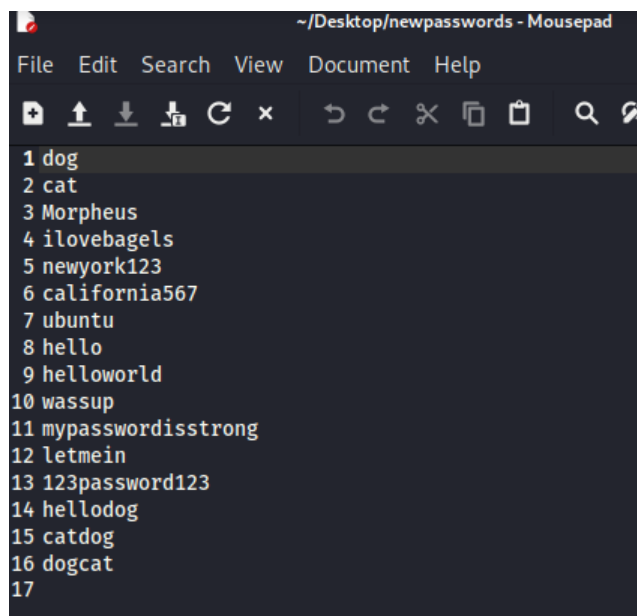 ~/Desktop/newpasswords - Mousepad
File Edit Search View Document Help
1 dog
2 cat
3 Morpheus
4 ilovebagels
5 newyork123
6 california567
7 ubuntu
8 hello
9 helloworld
10 wassup
11 mypasswordisstrong
12 letmein
13 123password123
14 hellodog
15 catdog
16 dogcat
17